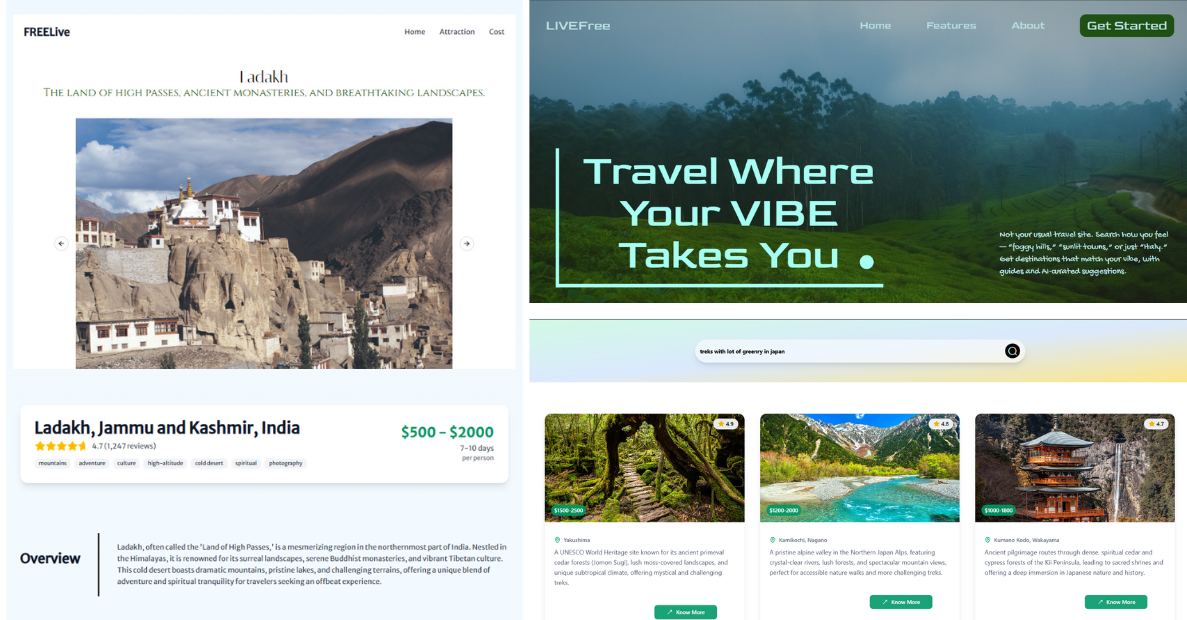 FREELive
Home Attraction Cost
Ladakh
The land of high passes, ancient monasteries, and breathtaking landscapes.
Ladakh, Jammu and Kashmir, India
4.7 (1,247 reviews)
mountains adventure culture high-altitude cold desert spiritual photography
$500 - $2000
7-10 days
per person
Overview
Ladakh, often called the 'Land of High Passes,' is a mesmerizing region in the northernmost part of India. Nestled in
the Himalayas, it is renowned for its surreal landscapes, serene Buddhist monasteries, and vibrant Tibetan culture.
This cold desert boasts dramatic mountains, pristine lakes, and challenging terrains, offering a unique blend of
adventure and spiritual tranquility for travelers seeking an offbeat experience.
LIVEFree
Home Features About Get Started
Travel Where
Your VIBE
Takes You .
Not your usual travel site. Search how you feel
— "foggy hills," "sunlit towns," or just "Italy."
Get destinations that match your vibe, with
guides and AI-curated suggestions.
treks with lot of greenry in japan
4.9
$1500-2500
Yakushima
A UNESCO World Heritage site known for its ancient primeval
cedar forests (Jomon Sugi), lush moss-covered landscapes, and
unique subtropical climate, offering mystical and challenging
treks.
Know More
4.8
$1200-2000
Kamikochi, Nagano
A pristine alpine valley in the Northern Japan Alps, featuring
crystal-clear rivers, lush forests, and spectacular mountain views,
perfect for accessible nature walks and more challenging treks.
Know More
4.7
$1000-1800
Kumano Kodo, Wakayama
Ancient pilgrimage routes through dense, spiritual cedar and
cypress forests of the Kii Peninsula, leading to sacred shrines and
offering a deep immersion in Japanese nature and history.
Know More